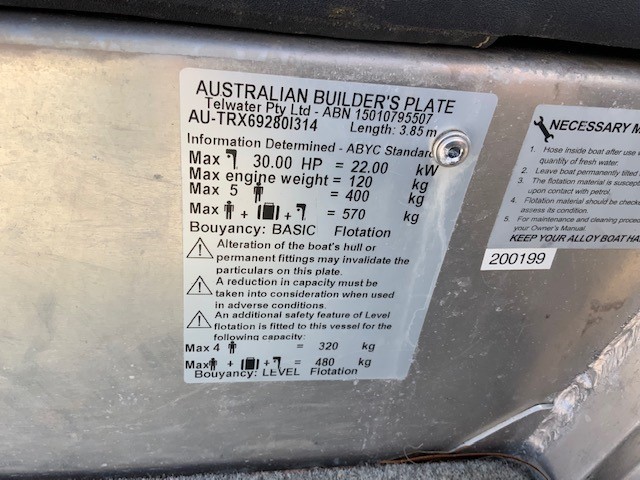 AUSTRALIAN BUILDER'S PLATE
Telwater Pty Ltd - ABN 15010795507
AU-TRX69280I314 Length: 3.85 m
Information Determined - ABYC Standard
Max 30.00 HP = 22.00 kW
Max engine weight = 120 kg
Max 5 = 400 kg
Max + + = 570 kg
Bouyancy: BASIC Flotation
Alteration of the boat's hull or
permanent fittings may invalidate the
particulars on this plate.
A reduction in capacity must be
taken into consideration when used
in adverse conditions.
An additional safety feature of Level
flotation is fitted to this vessel for the
following capacity:
Max 4 = 320 kg
Max + + = 480 kg
Bouyancy: LEVEL Flotation
NECESSARY M
1. Hose inside boat after use
quantity of fresh water.
2. Leave boat permanently tilted
3. The flotation material is suscep
upon contact with petrol.
4. Flotation material should be checke
assess its condition.
5. For maintenance and cleaning proced
your Owner's Manual.
KEEP YOUR ALLOY BOAT
200199